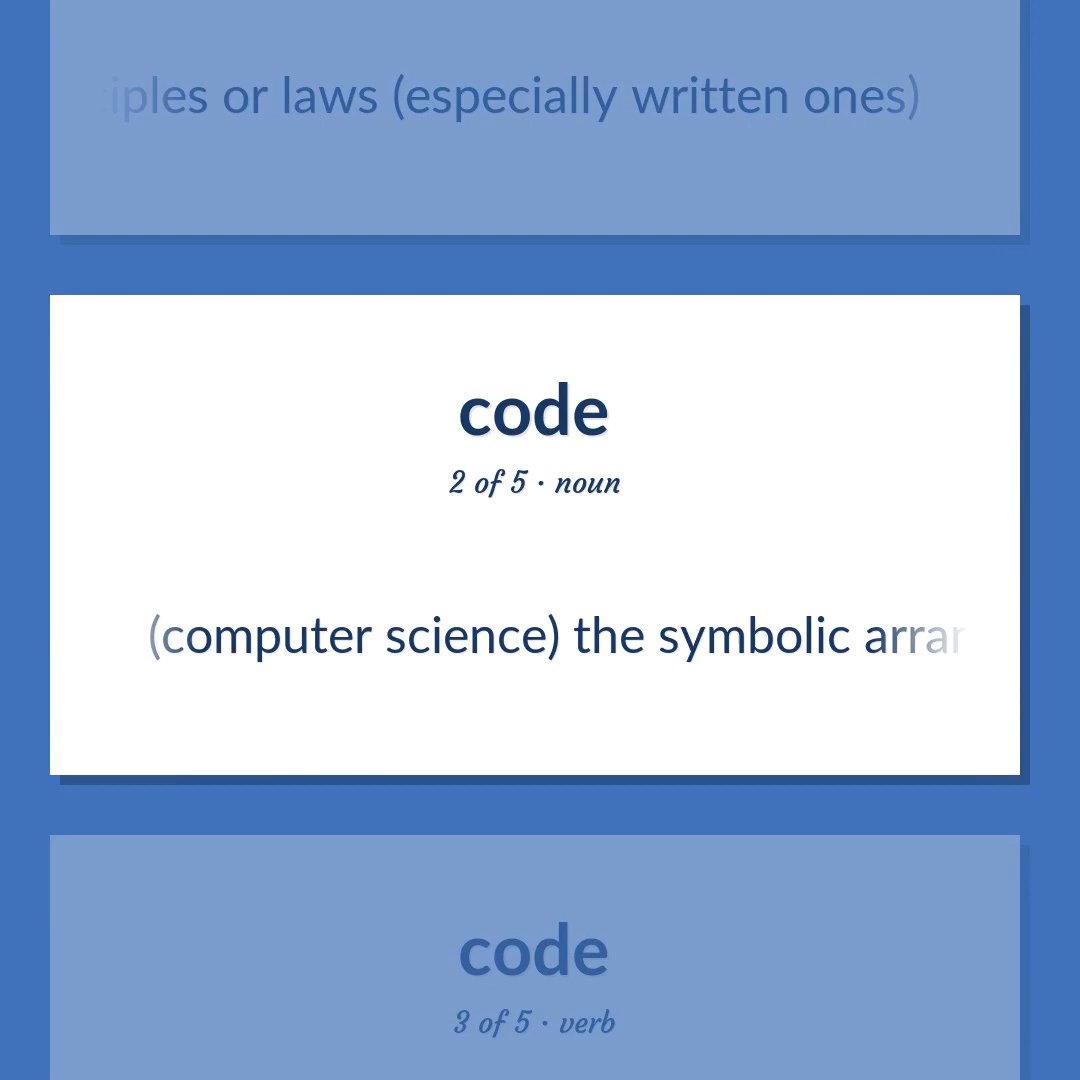 iples or laws (especially written ones)
code
2 of 5 · noun
(computer science) the symbolic arran
code
3 of 5 · verb